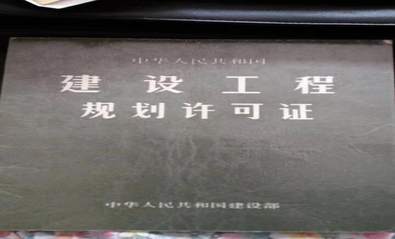 中华人民共和国
建设工程
规划许可证
中华人民共和国建设部